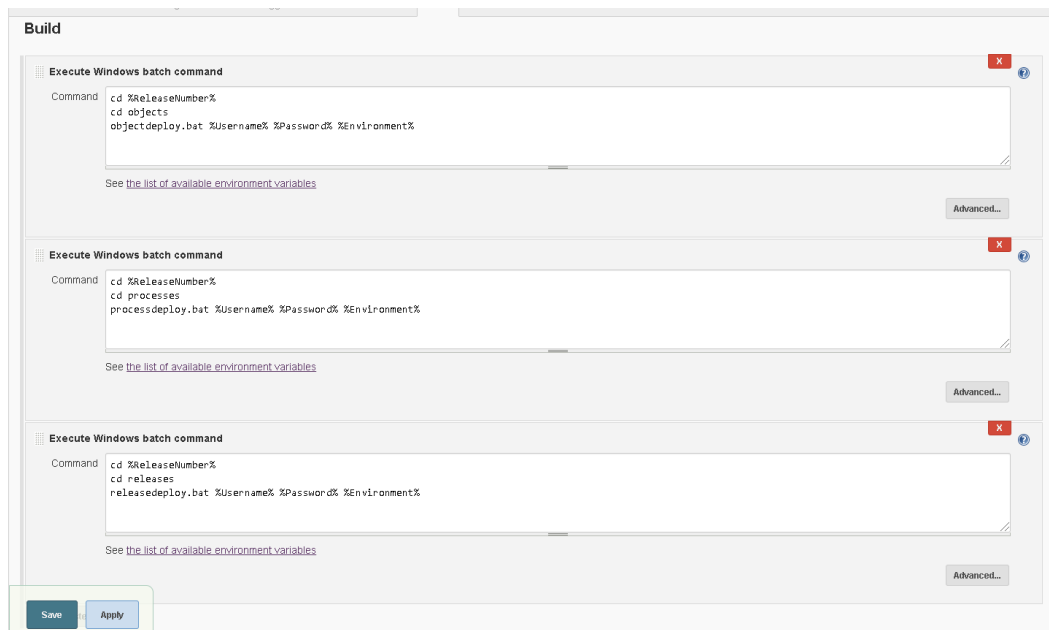 Build
Execute Windows batch command
X
Command
cd %ReleaseNumber%
cd objects
objectdeploy.bat %Username% %Password% %Environment%
See the list of available environment variables
Advanced...
Execute Windows batch command
X
Command
cd %ReleaseNumber%
cd processes
processdeploy.bat %Username% %Password% %Environment%
See the list of available environment variables
Advanced...
Execute Windows batch command
X
Command
cd %ReleaseNumber%
cd releases
releasedeploy.bat %Username% %Password% %Environment%
See the list of available environment variables
Advanced...
Save
Apply